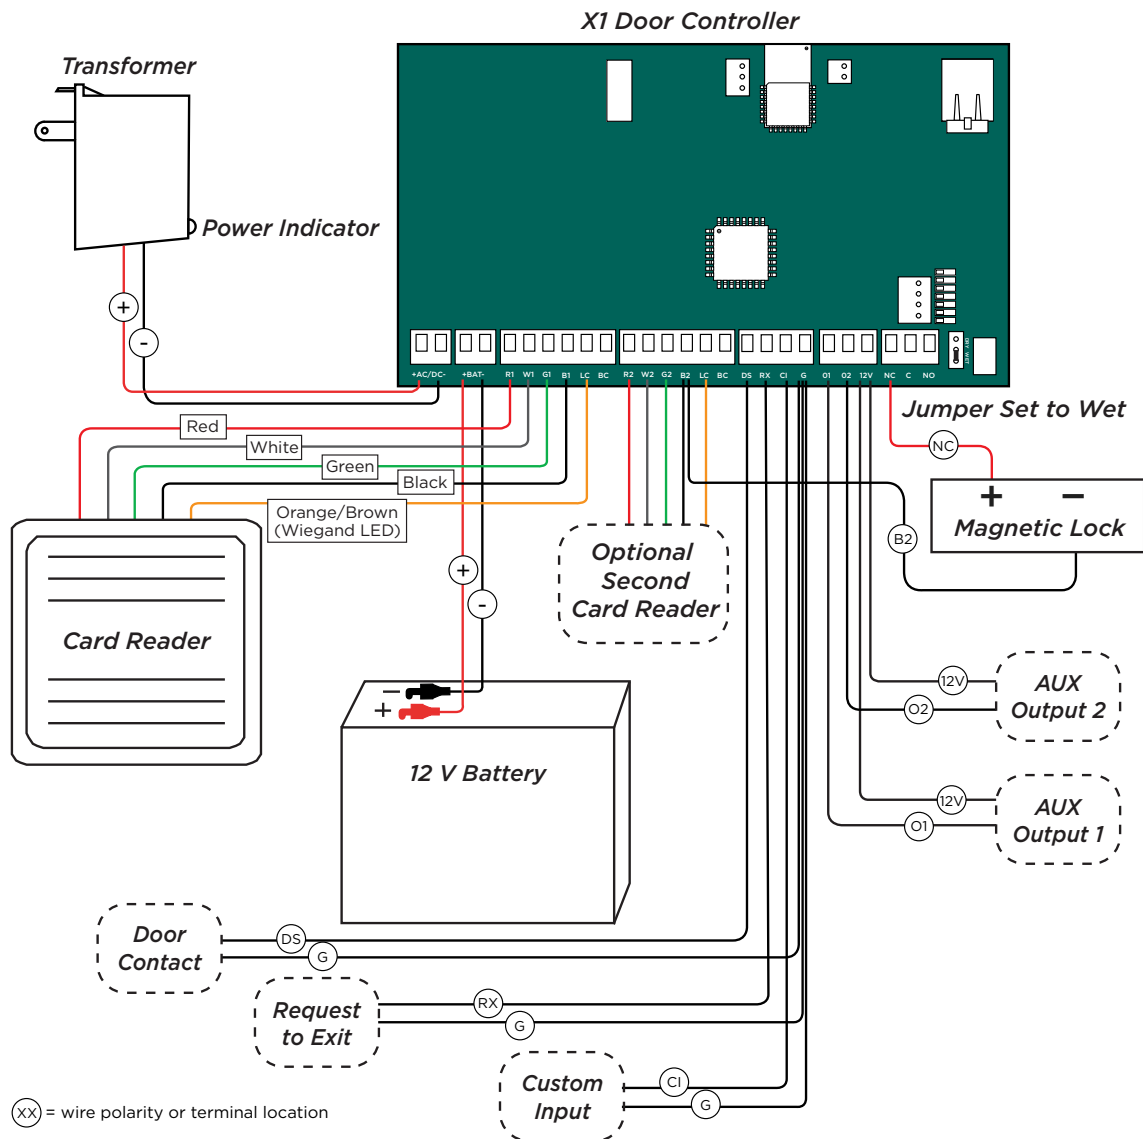 X1 Door Controller
Transformer
Power Indicator
+
-
+AC/DC-
+BAT-
R1 W1 G1 B1 LC BC
R2 W2 G2 B2 LC BC
DS RX CI G
01 02 12V
NC C NO
DRY WET
Jumper Set to Wet
Red
White
Green
Black
Orange/Brown
(Wiegand LED)
NC
+ −
Magnetic Lock
B2
Optional
Second
Card Reader
+
-
Card Reader
12V
O2
AUX
Output 2
−
+
12 V Battery
12V
O1
AUX
Output 1
Door
Contact
DS
G
Request
to Exit
RX
G
Custom
Input
CI
G
XX = wire polarity or terminal location